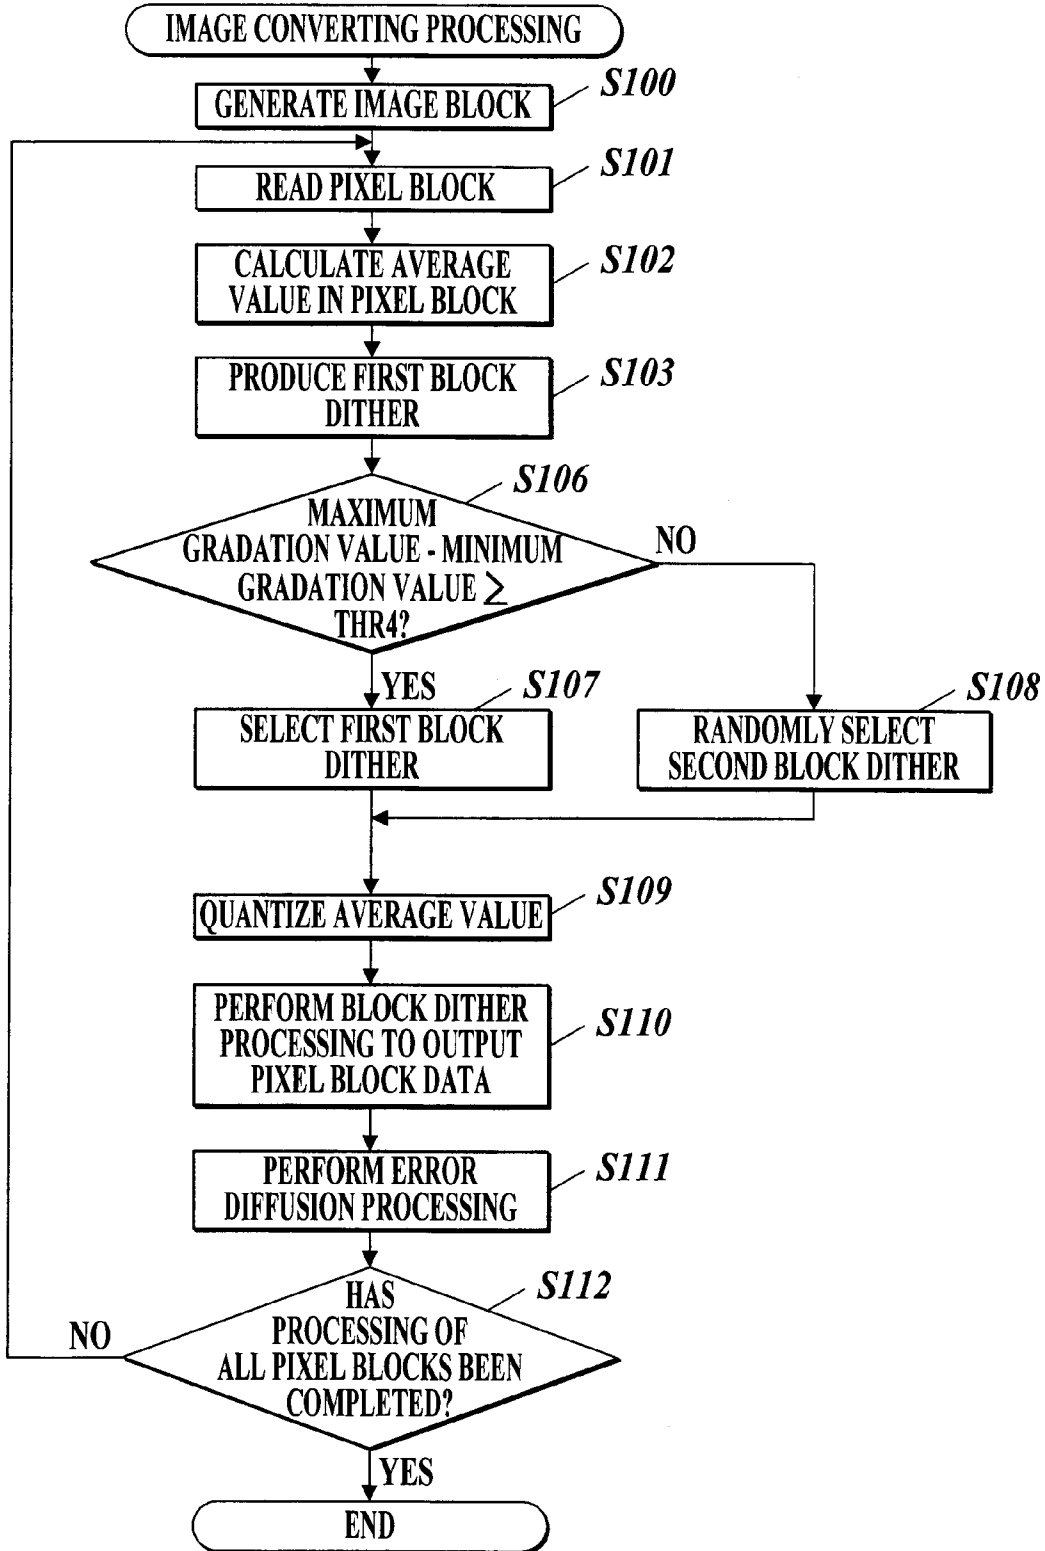 IMAGE CONVERTING PROCESSING
S100
GENERATE IMAGE BLOCK
S101
READ PIXEL BLOCK
S102
CALCULATE AVERAGE
VALUE IN PIXEL BLOCK
S103
PRODUCE FIRST BLOCK
DITHER
S106
MAXIMUM
GRADATION VALUE - MINIMUM
GRADATION VALUE ≥
THR4?
NO
YES
S107
SELECT FIRST BLOCK
DITHER
S108
RANDOMLY SELECT
SECOND BLOCK DITHER
S109
QUANTIZE AVERAGE VALUE
S110
PERFORM BLOCK DITHER
PROCESSING TO OUTPUT
PIXEL BLOCK DATA
S111
PERFORM ERROR
DIFFUSION PROCESSING
S112
HAS
PROCESSING OF
ALL PIXEL BLOCKS BEEN
COMPLETED?
NO
YES
END